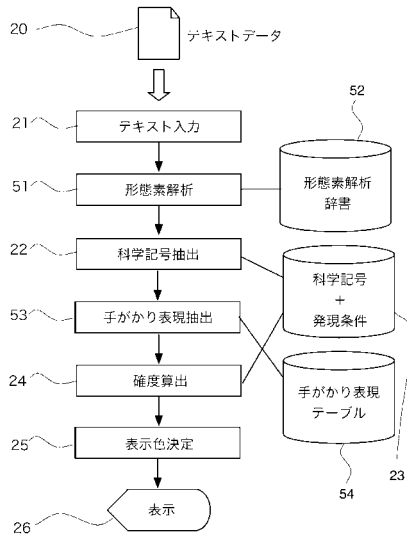 20
テキストデータ
21
テキスト入力
52
51
形態素解析
形態素解析
辞書
22
科学記号抽出
科学記号
+
発現条件
53
手がかり表現抽出
24
確度算出
手がかり表現
テーブル
23
25
表示色決定
54
26
表示